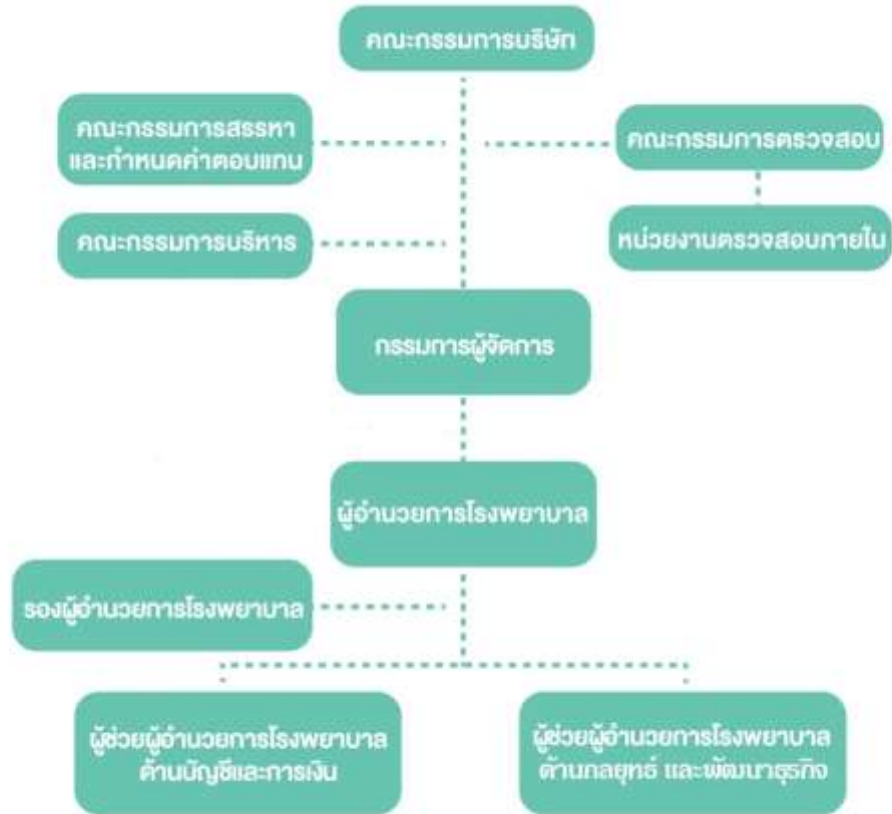 คณะกรรมการบริษัท
คณะกรรมการสรรหา
และกำหนดค่าตอบแทน
คณะกรรมการตรวจสอบ
คณะกรรมการบริหาร
หน่วยงานตรวจสอบภายใน
กรรมการผู้จัดการ
ผู้อำนวยการโรงพยาบาล
รองผู้อำนวยการโรงพยาบาล
ผู้ช่วยผู้อำนวยการโรงพยาบาล
ด้านบัญชีและการเงิน
ผู้ช่วยผู้อำนวยการโรงพยาบาล
ด้านกลยุทธ์ และพัฒนาธุรกิจ